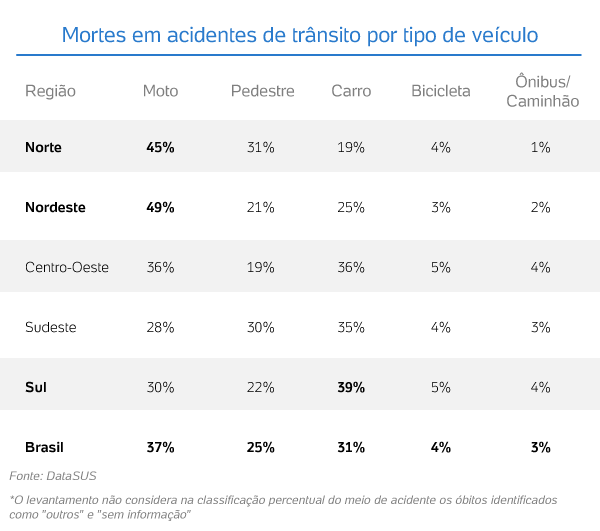 Mortes em acidentes de trânsito por tipo de veículo
Região Moto Pedestre Carro Bicicleta Ônibus/
Caminhão
Norte 45% 31% 19% 4% 1%
Nordeste 49% 21% 25% 3% 2%
Centro-Oeste 36% 19% 36% 5% 4%
Sudeste 28% 30% 35% 4% 3%
Sul 30% 22% 39% 5% 4%
Brasil 37% 25% 31% 4% 3%
Fonte: DataSUS
*O levantamento não considera na classificação percentual do meio de acidente os óbitos identificados
como "outros" e "sem informação"